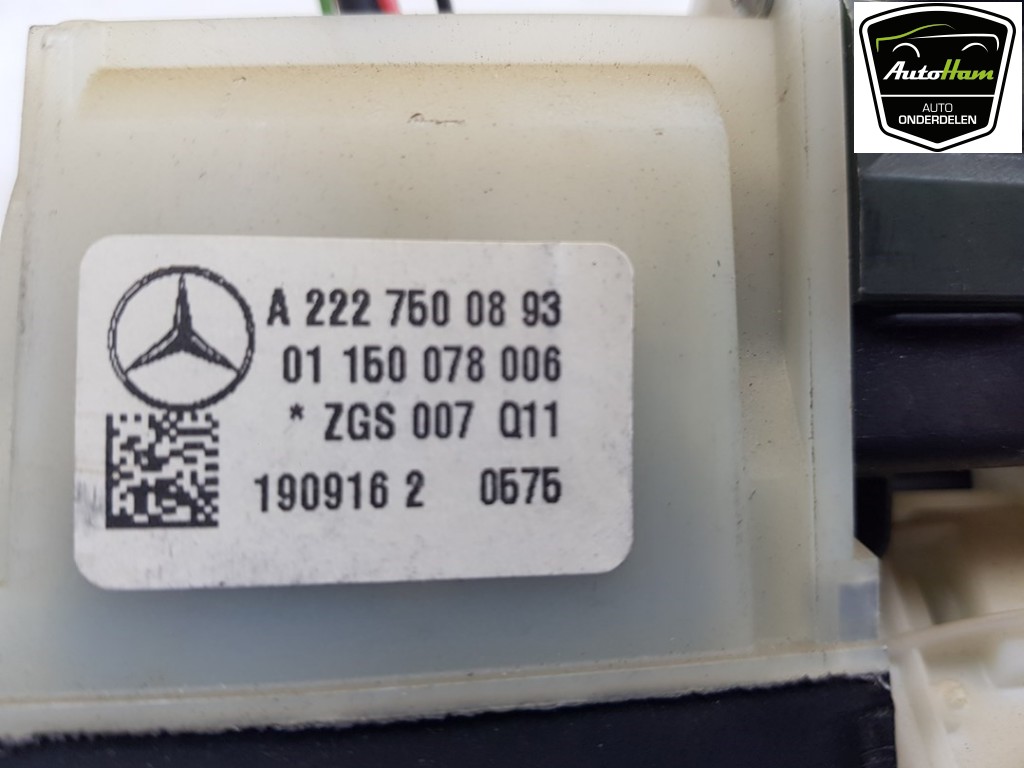 AutoHam
AUTO
ONDERDELEN
A 222 750 08 93
01 150 078 006
* ZGS 007 Q11
190916 2 0575